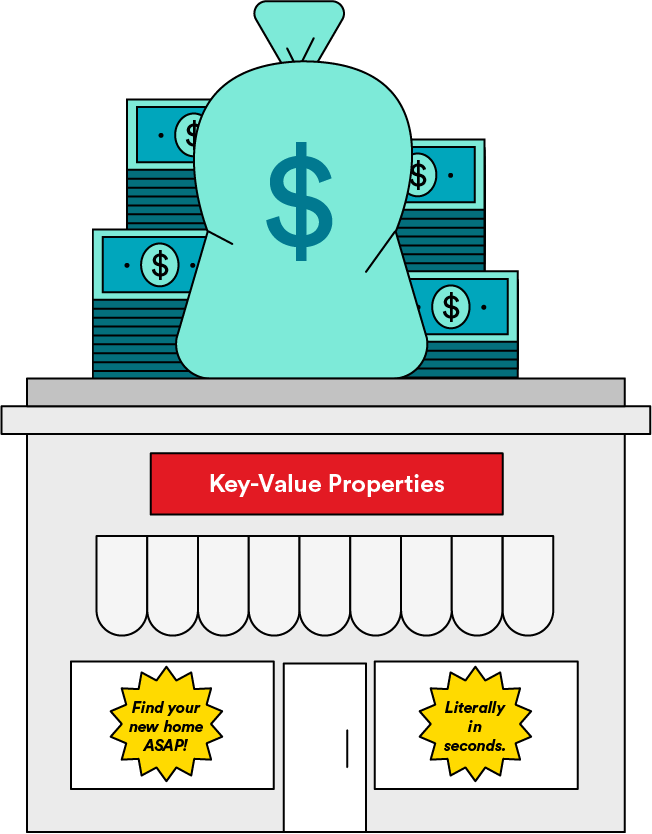 $
$
$
$
$
Key-Value Properties
Find your
new home
ASAP!
Literally
in
seconds.